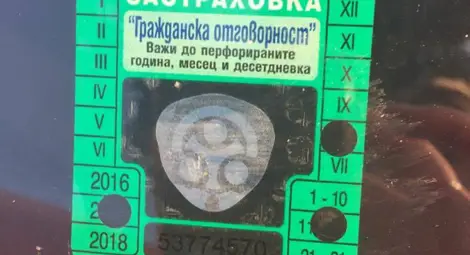 ЗАСТРАХОВКА
"Гражданска отговорност"
Важи до перфорираните
година, месец и десетдневка
I
II
III
IV
V
VI
XII
XI
X
IX
VII
2016
2018
1 - 10
53774570